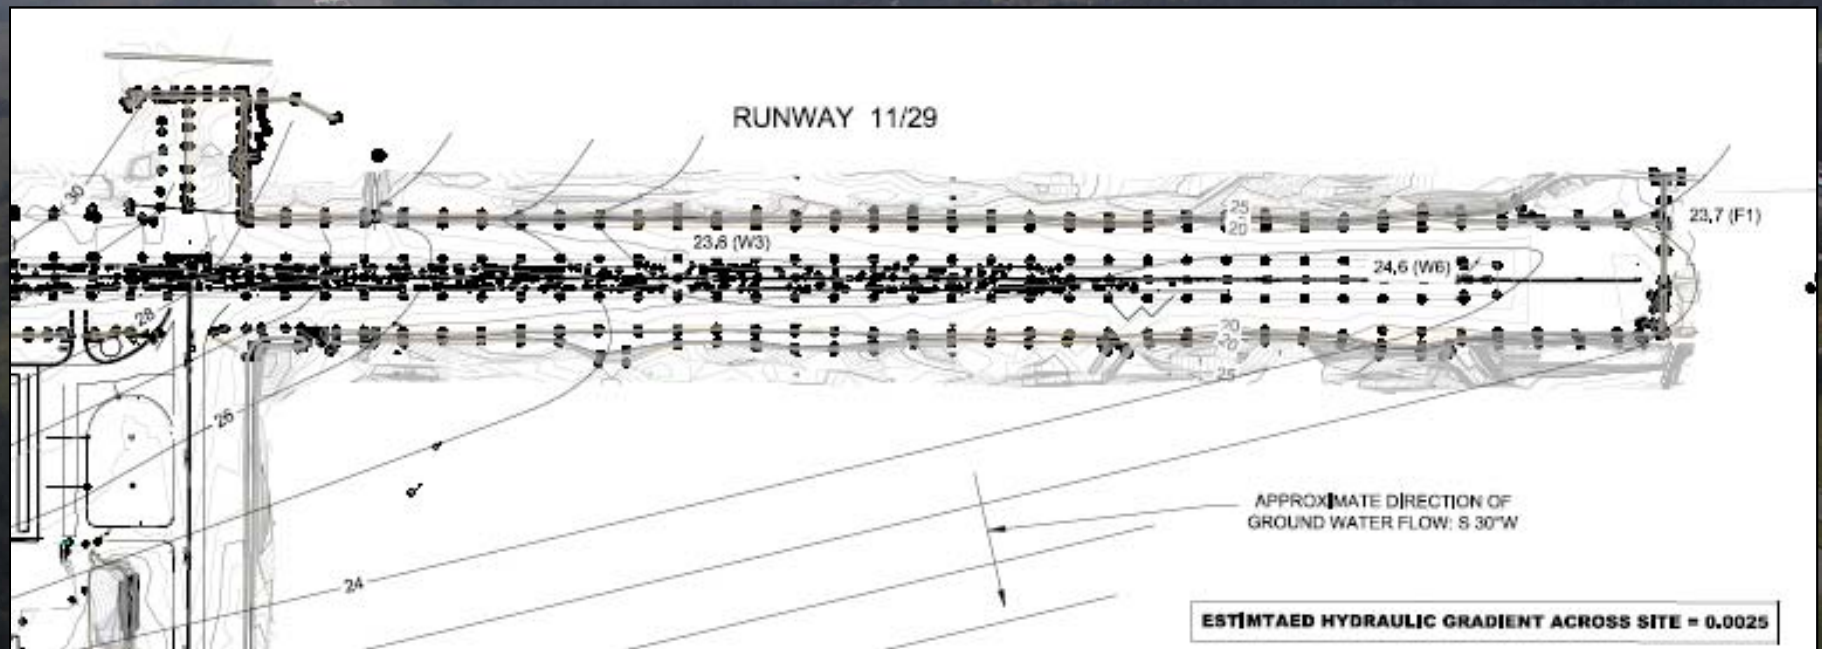 RUNWAY 11/29
30
25
20
23.7 (F1)
23.8 (W3)
24.6 (W6)
28
20
20
25
26
APPROXIMATE DIRECTION OF
GROUND WATER FLOW: S 30°W
24
ESTIMTAED HYDRAULIC GRADIENT ACROSS SITE = 0.0025